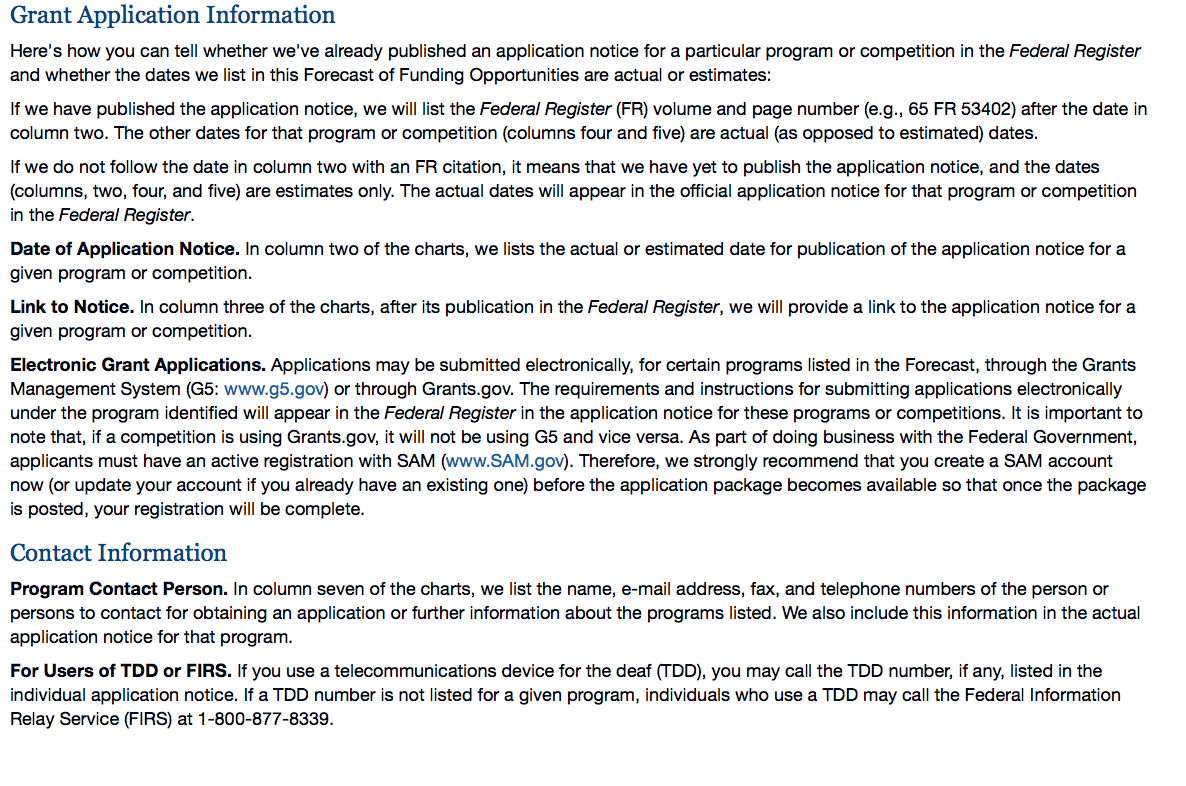 Grant Application Information
Here's how you can tell whether we've already published an application notice for a particular program or competition in the Federal Register
and whether the dates we list in this Forecast of Funding Opportunities are actual or estimates:
If we have published the application notice, we will list the Federal Register (FR) volume and page number (e.g., 65 FR 53402) after the date in
column two. The other dates for that program or competition (columns four and five) are actual (as opposed to estimated) dates.
If we do not follow the date in column two with an FR citation, it means that we have yet to publish the application notice, and the dates
(columns, two, four, and five) are estimates only. The actual dates will appear in the official application notice for that program or competition
in the Federal Register.
Date of Application Notice. In column two of the charts, we lists the actual or estimated date for publication of the application notice for a
given program or competition.
Link to Notice. In column three of the charts, after its publication in the Federal Register, we will provide a link to the application notice for a
given program or competition.
Electronic Grant Applications. Applications may be submitted electronically, for certain programs listed in the Forecast, through the Grants
Management System (G5: www.g5.gov) or through Grants.gov. The requirements and instructions for submitting applications electronically
under the program identified will appear in the Federal Register in the application notice for these programs or competitions. It is important to
note that, if a competition is using Grants.gov, it will not be using G5 and vice versa. As part of doing business with the Federal Government,
applicants must have an active registration with SAM (www.SAM.gov). Therefore, we strongly recommend that you create a SAM account
now (or update your account if you already have an existing one) before the application package becomes available so that once the package
is posted, your registration will be complete.
Contact Information
Program Contact Person. In column seven of the charts, we list the name, e-mail address, fax, and telephone numbers of the person or
persons to contact for obtaining an application or further information about the programs listed. We also include this information in the actual
application notice for that program.
For Users of TDD or FIRS. If you use a telecommunications device for the deaf (TDD), you may call the TDD number, if any, listed in the
individual application notice. If a TDD number is not listed for a given program, individuals who use a TDD may call the Federal Information
Relay Service (FIRS) at 1-800-877-8339.